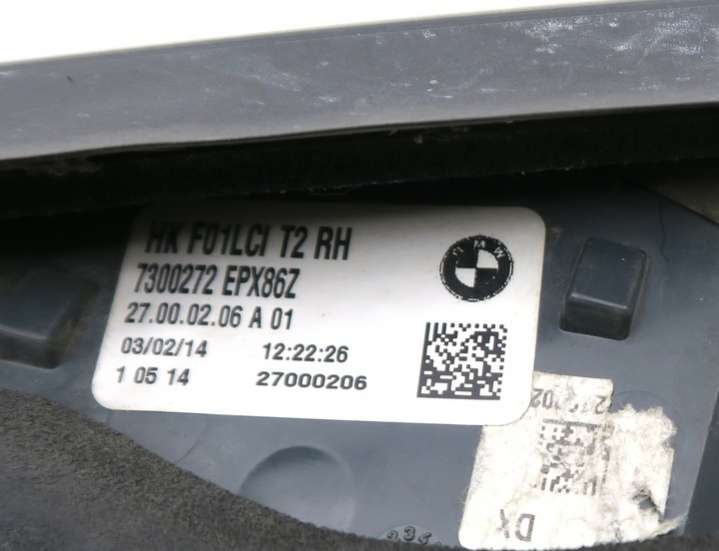 HK F01LCI T2 RH
7300272 EPX86Z
27.00.02.06 A 01
03/02/14 12:22:26
1 05 14 27000206
BMW
DX